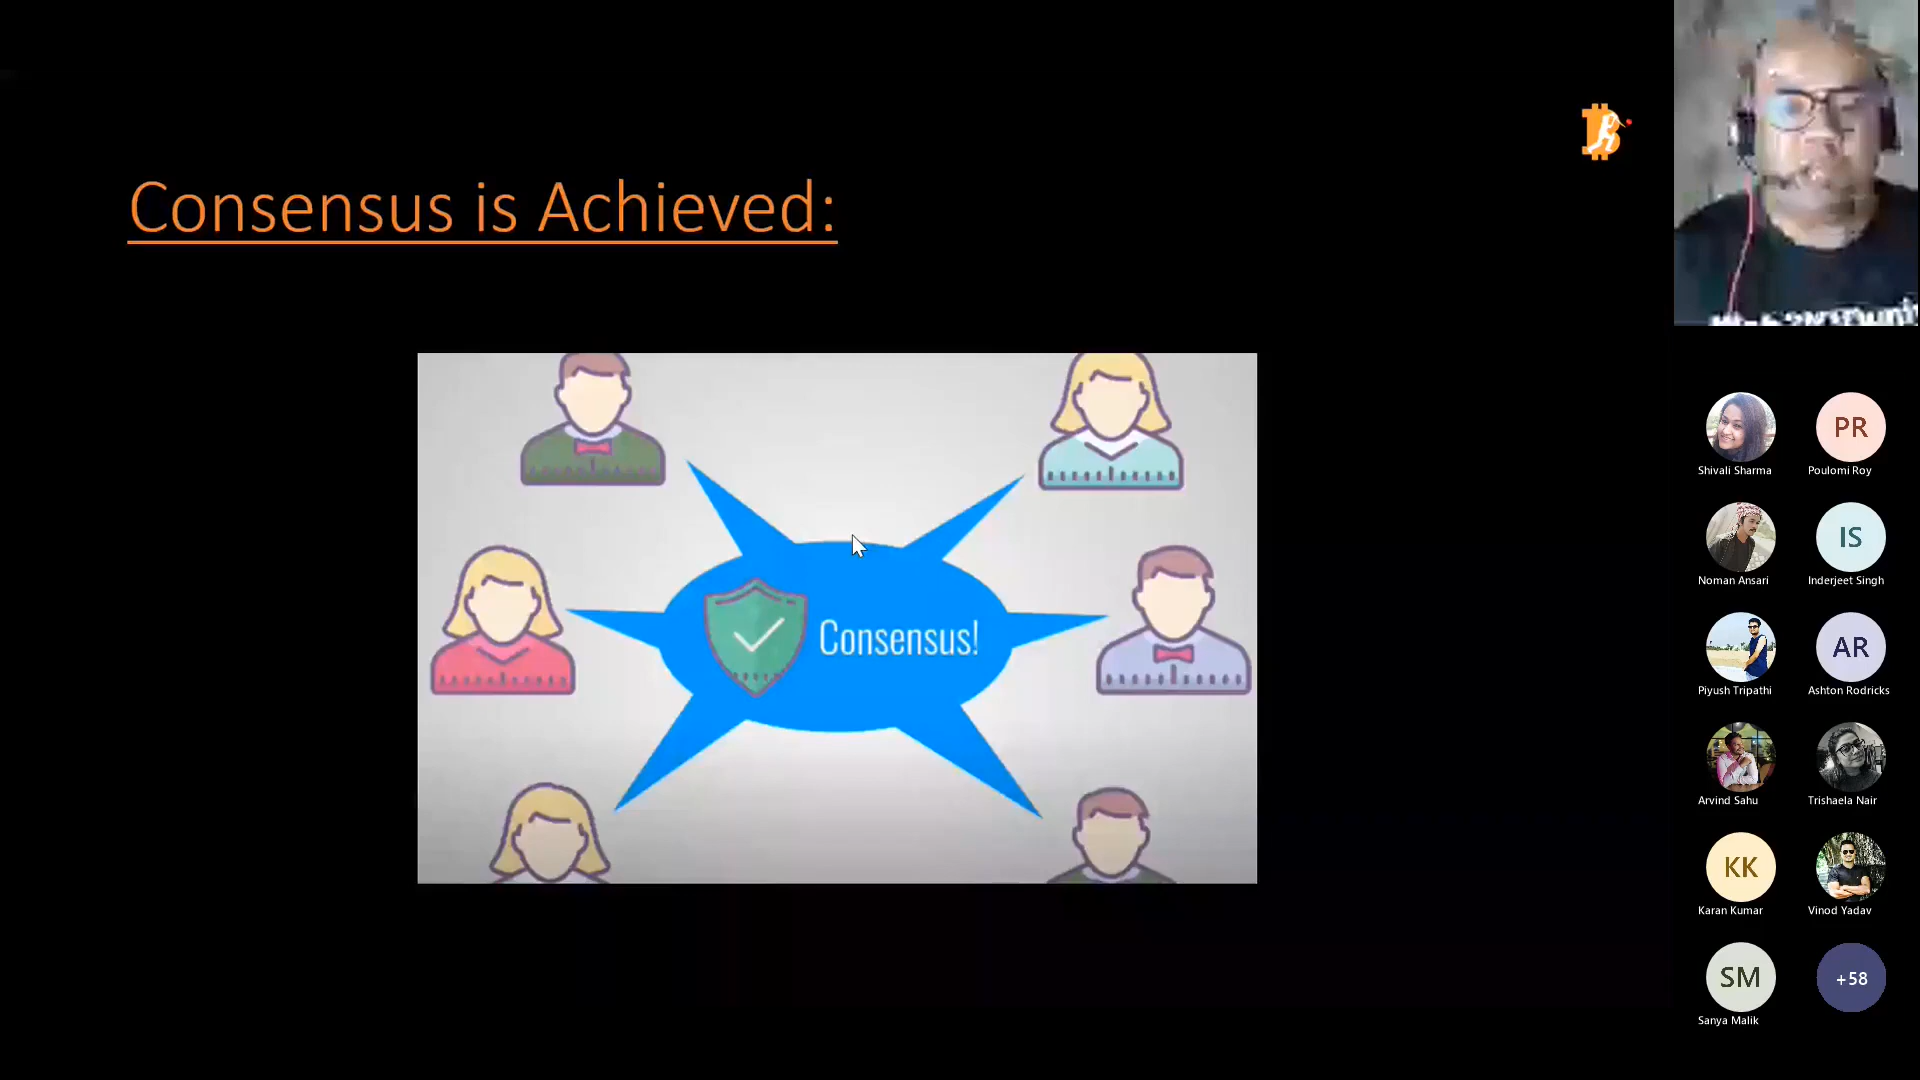 Consensus is Achieved:
Consensus!
Shivali Sharma
PR
Poulomi Roy
Noman Ansari
IS
Inderjeet Singh
Piyush Tripathi
AR
Ashton Rodricks
Arvind Sahu
Trishaela Nair
KK
Karan Kumar
Vinod Yadav
SM
Sanya Malik
+58